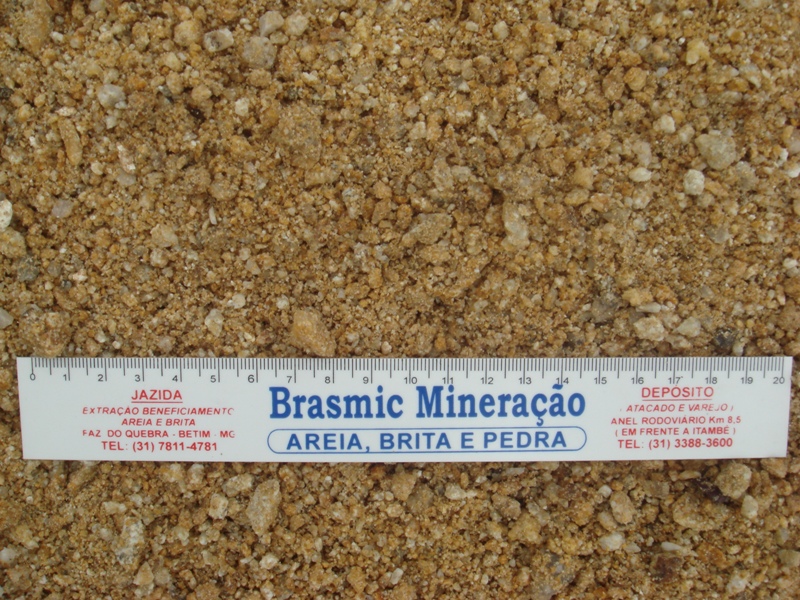 0 1 2 3 4 5 6 7 8 9 10 11 12 13 14 15 16 17 18 19 20
JAZIDA
EXTRAÇÃO BENEFICIAMENTO
AREIA E BRITA
FAZ. DO QUEBRA - BETIM - MG
TEL: (31) 7811-4781
Brasmic Mineração
AREIA, BRITA E PEDRA
DEPÓSITO
( ATACADO E VAREJO )
ANEL RODOVIÁRIO Km 8,5
( EM FRENTE A ITAMBÉ )
TEL: (31) 3388-3600